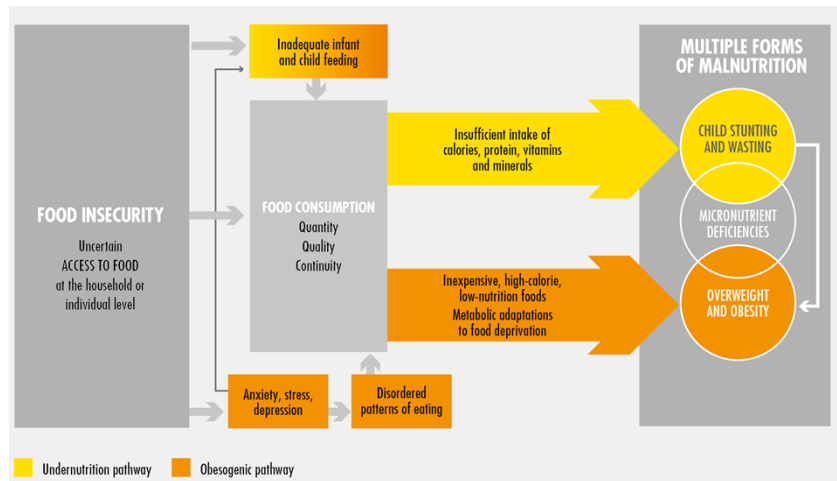 Inadequate infant
and child feeding
MULTIPLE FORMS
OF MALNUTRITION
Insufficient intake of
calories, protein, vitamins
and minerals
CHILD STUNTING
AND WASTING
FOOD INSECURITY
Uncertain
ACCESS TO FOOD
at the household or
individual level
FOOD CONSUMPTION
Quantity
Quality
Continuity
MICRONUTRIENT
DEFICIENCIES
Inexpensive, high-calorie,
low-nutrition foods
Metabolic adaptations
to food deprivation
OVERWEIGHT
AND OBESITY
Anxiety, stress,
depression
Disordered
patterns of eating
Undernutrition pathway
Obesogenic pathway